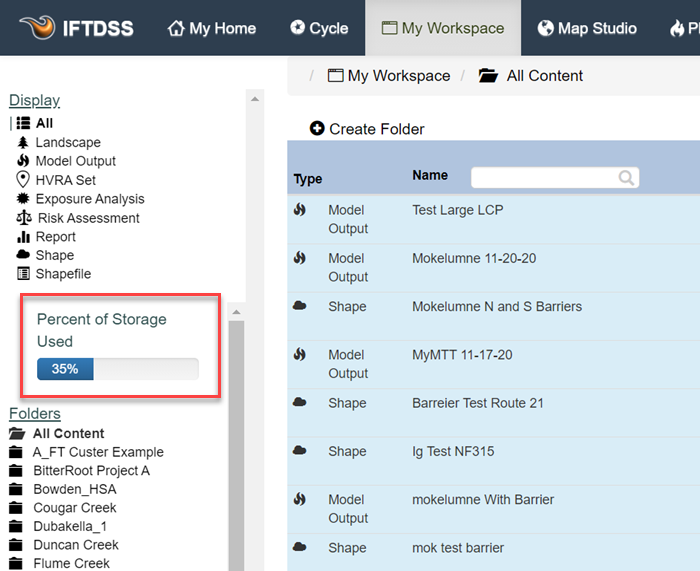 IFTDSS
My Home
Cycle
My Workspace
Map Studio
/ My Workspace / All Content
Display
All
Landscape
Model Output
HVRA Set
Exposure Analysis
Risk Assessment
Report
Shape
Shapefile
Percent of Storage
Used
35%
Folders
All Content
A_FT Custer Example
BitterRoot Project A
Bowden_HSA
Cougar Creek
Dubakella_1
Duncan Creek
Flume Creek
Create Folder
Type Name
Model Test Large LCP
Output
Model Mokelumne 11-20-20
Output
Shape Mokelumne N and S Barriers
Model MyMTT 11-17-20
Output
Shape Barreier Test Route 21
Shape Ig Test NF315
Model mokelumne With Barrier
Output
Shape mok test barrier